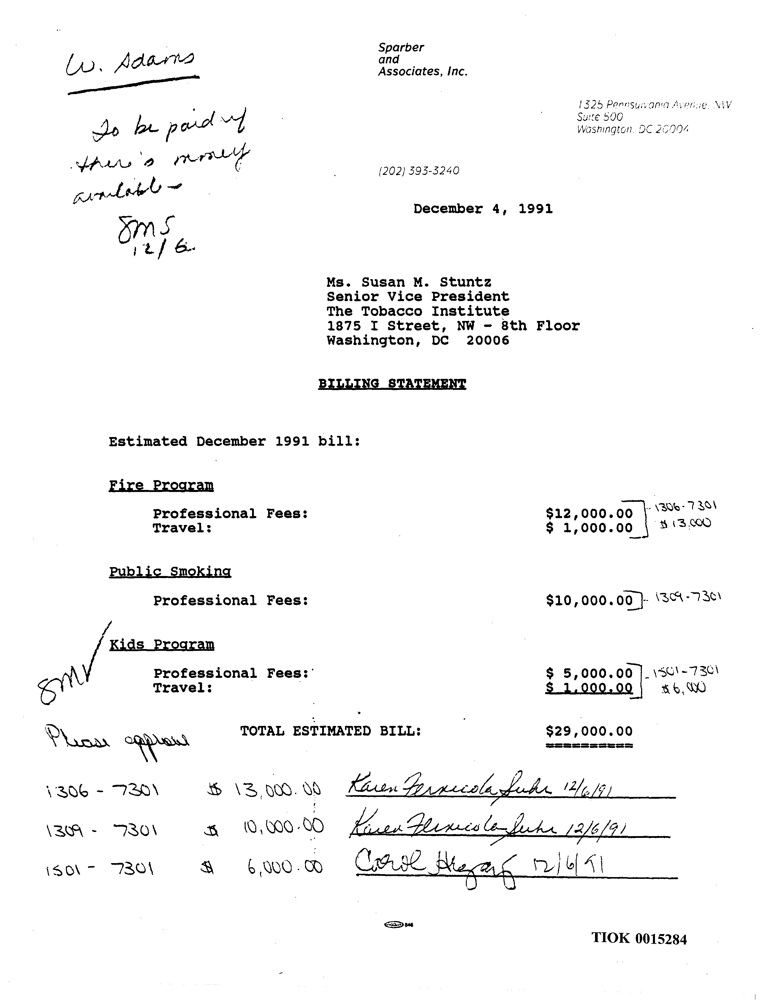 W. Adams
To be paid if
there's money
available -
SMS
12/6
Sparber
and
Associates, Inc.
1325 Pennsylvania Avenue, NW
Suite 500
Washington, DC 20004
(202) 393-3240
December 4, 1991
Ms. Susan M. Stuntz
Senior Vice President
The Tobacco Institute
1875 I Street, NW - 8th Floor
Washington, DC 20006
BILLING STATEMENT
Estimated December 1991 bill:
Fire Program
Professional Fees: $12,000.00 - 1306-7301
Travel: $ 1,000.00 $13,000
Public Smoking
Professional Fees: $10,000.00 - 1309-7301
Kids Program
Professional Fees: $ 5,000.00 - 1501-7301
Travel: $ 1,000.00 $6,000
TOTAL ESTIMATED BILL: $29,000.00
==========
Please approve
1306 - 7301 $ 13,000.00 Karen Fernicola Suhr 12/6/91
1309 - 7301 $ 10,000.00 Karen Fernicola Suhr 12/6/91
1501 - 7301 $ 6,000.00 Carol 12/6/91
TIOK 0015284